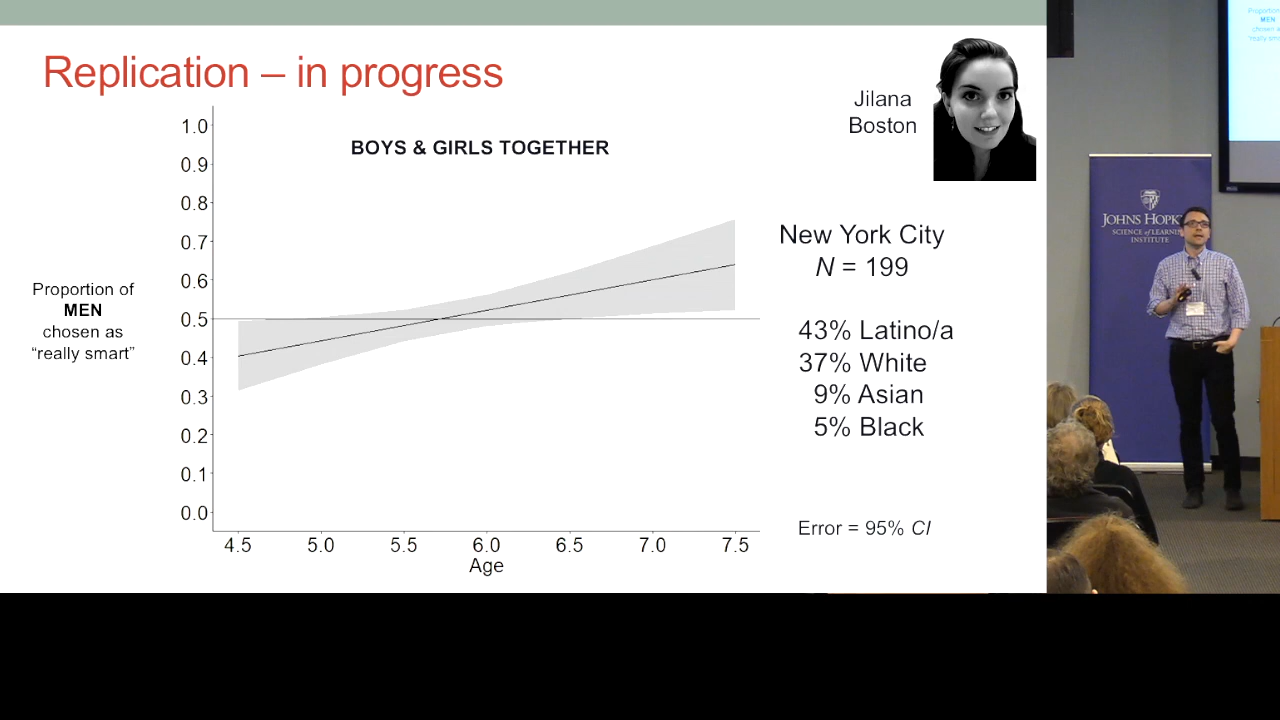 Replication – in progress
Jilana
Boston
BOYS & GIRLS TOGETHER
1.0
0.9
0.8
0.7
0.6
0.5
0.4
0.3
0.2
0.1
0.0
Proportion of
MEN
chosen as
“really smart”
4.5 5.0 5.5 6.0 6.5 7.0 7.5
Age
New York City
N = 199
43% Latino/a
37% White
9% Asian
5% Black
Error = 95% CI
JOHNS
SCIENCE of
INSTITUTE
MEN